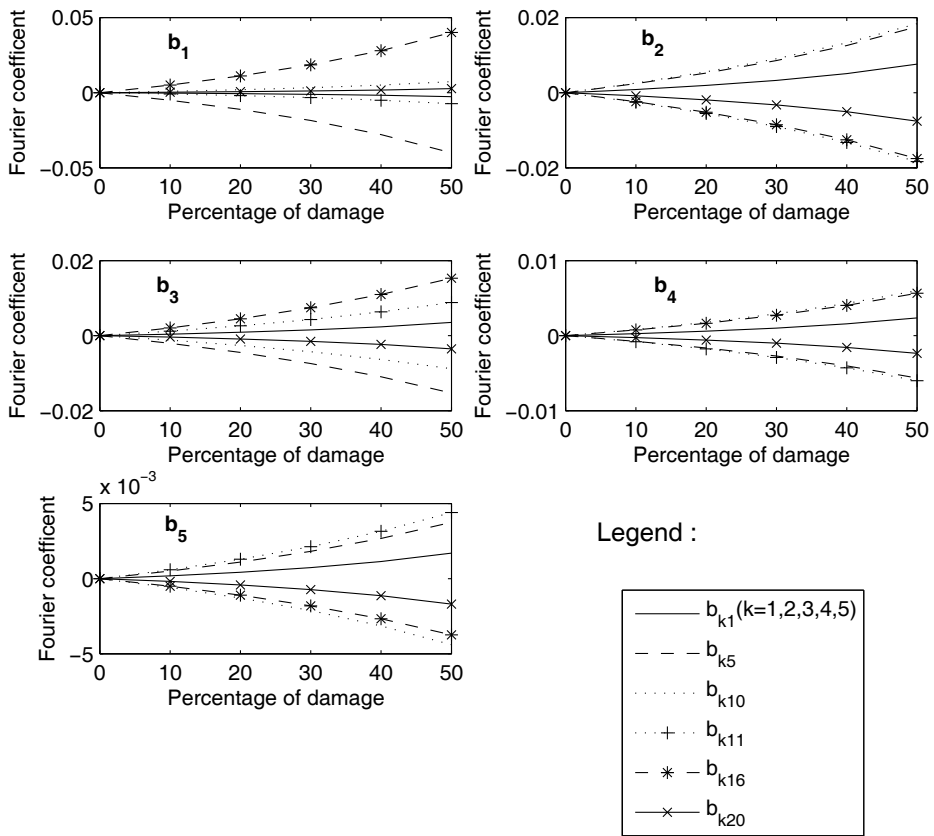 0.05
0
−0.05
Fourier coefficent
b1
0 10 20 30 40 50
Percentage of damage
0.02
0
−0.02
Fourier coefficent
b2
0 10 20 30 40 50
Percentage of damage
0.02
0
−0.02
Fourier coefficent
b3
0 10 20 30 40 50
Percentage of damage
0.01
0
−0.01
Fourier coefficent
b4
0 10 20 30 40 50
Percentage of damage
x 10−3
5
0
−5
Fourier coefficent
b5
0 10 20 30 40 50
Percentage of damage
Legend :
bk1(k=1,2,3,4,5)
bk5
bk10
bk11
bk16
bk20